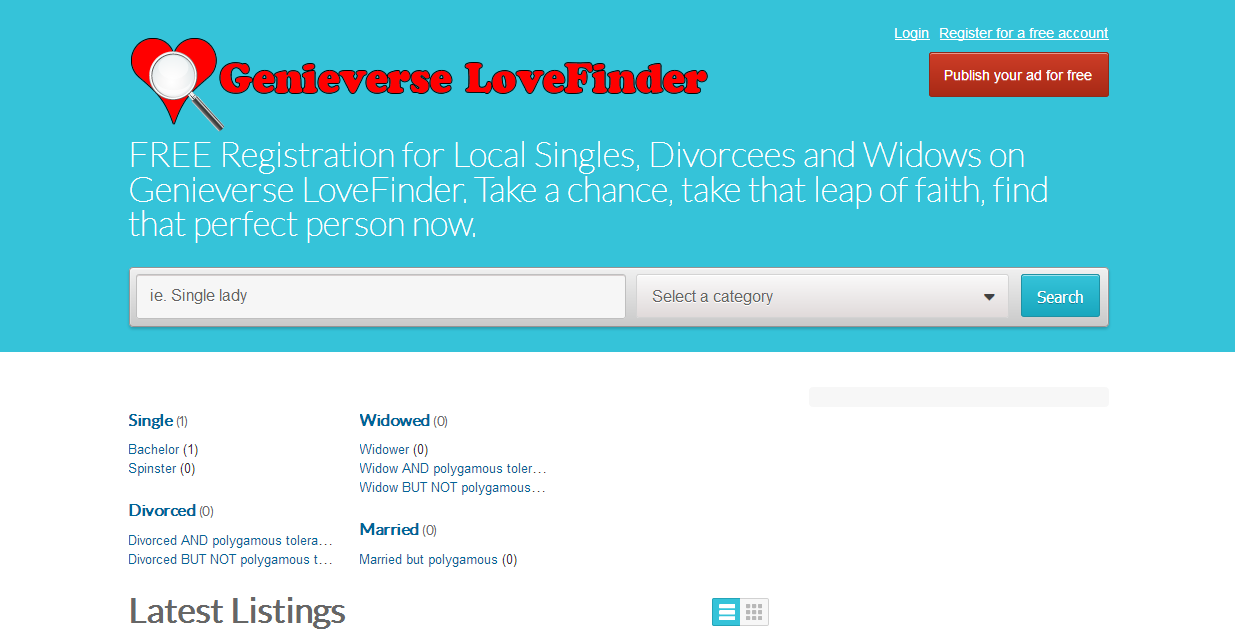 Login Register for a free account
Publish your ad for free
Genieverse LoveFinder
FREE Registration for Local Singles, Divorcees and Widows on
Genieverse LoveFinder. Take a chance, take that leap of faith, find
that perfect person now.
ie. Single lady
Select a category
Search
Single (1)
Bachelor (1)
Spinster (0)
Divorced (0)
Divorced AND polygamous tolera...
Divorced BUT NOT polygamous t...
Widowed (0)
Widower (0)
Widow AND polygamous toler...
Widow BUT NOT polygamous...
Married (0)
Married but polygamous (0)
Latest Listings